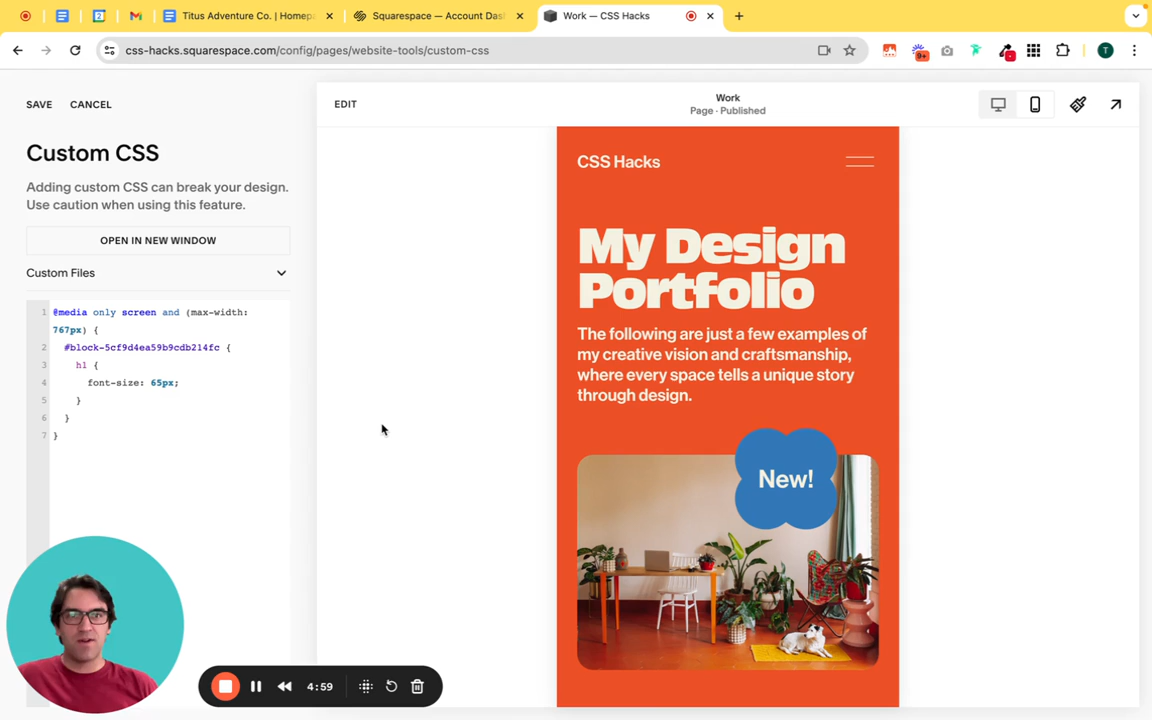 Titus Adventure Co. | Homepa
Squarespace — Account Das
Work — CSS Hacks
css-hacks.squarespace.com/config/pages/website-tools/custom-css
9+
T
SAVE CANCEL
EDIT
Work
Page · Published
Custom CSS
Adding custom CSS can break your design.
Use caution when using this feature.
OPEN IN NEW WINDOW
Custom Files
1 @media only screen and (max-width:
767px) {
2 #block-5cf9d4ea59b9cdb214fc {
3 h1 {
4 font-size: 65px;
5 }
6 }
7 }
CSS Hacks
My Design
Portfolio
The following are just a few examples of
my creative vision and craftsmanship,
where every space tells a unique story
through design.
New!
4:59